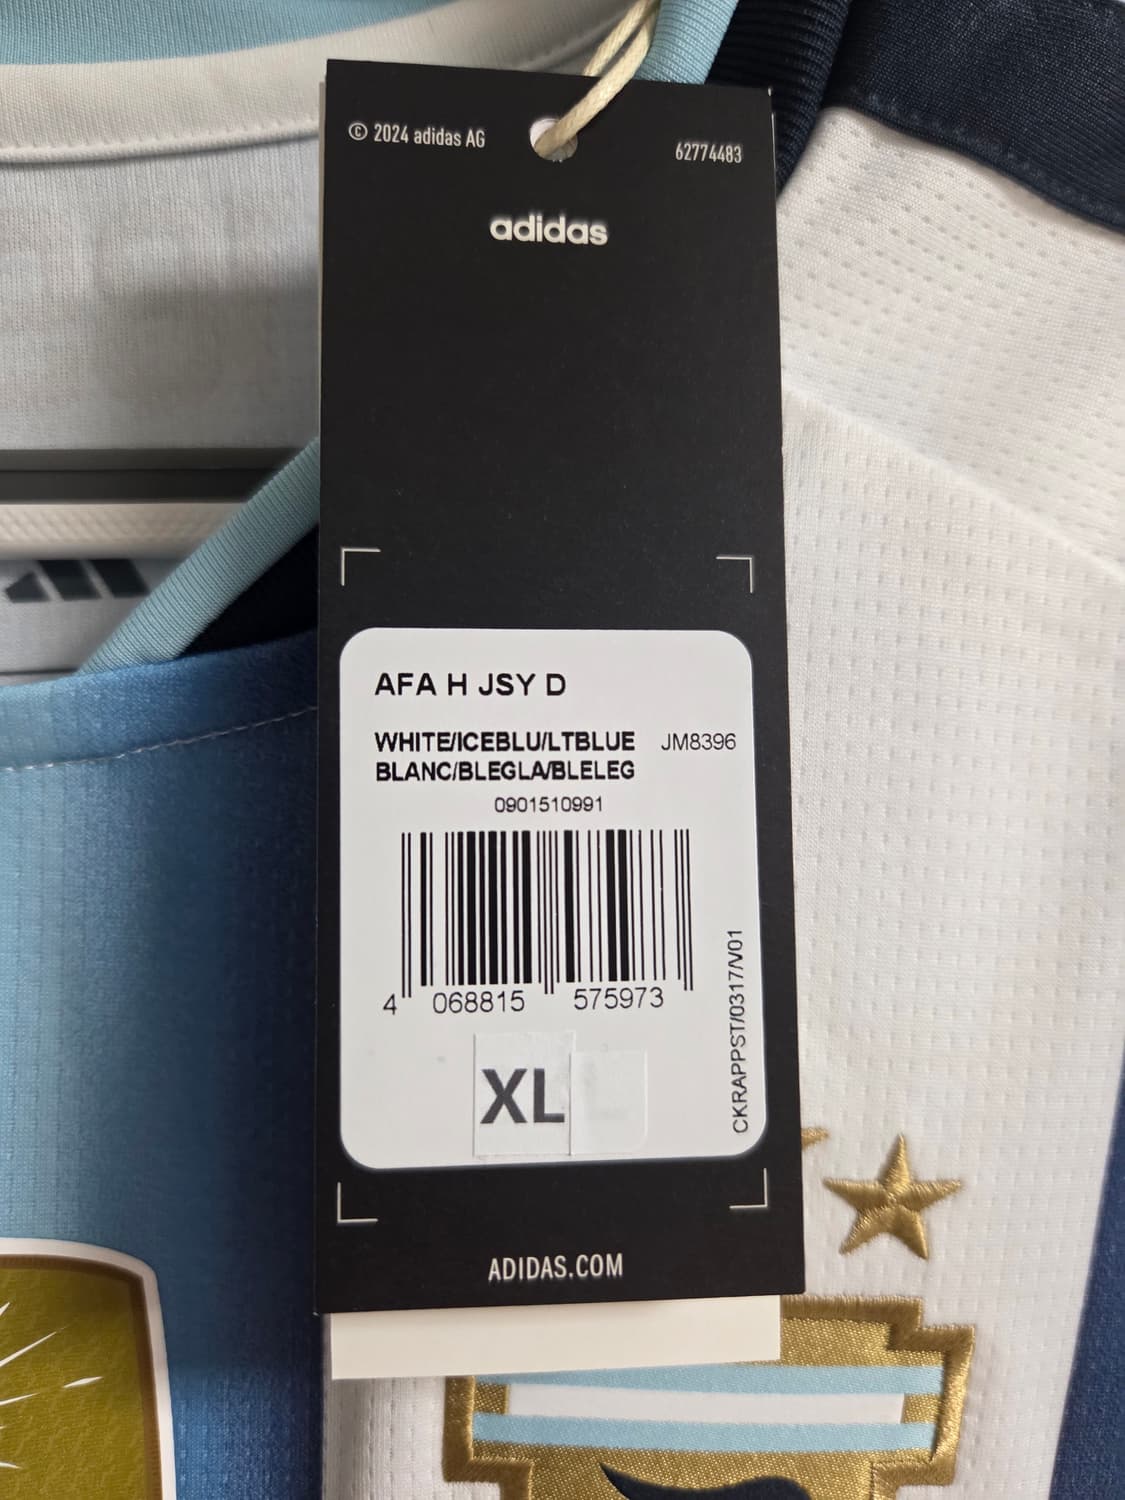 © 2024 adidas AG
62774483
adidas
AFA H JSY D
WHITE/ICEBLU/LTBLUE JM8396
BLANC/BLEGLA/BLELEG
0901510991
4 068815 575973
CKRAPPST/0317/V01
XL
ADIDAS.COM